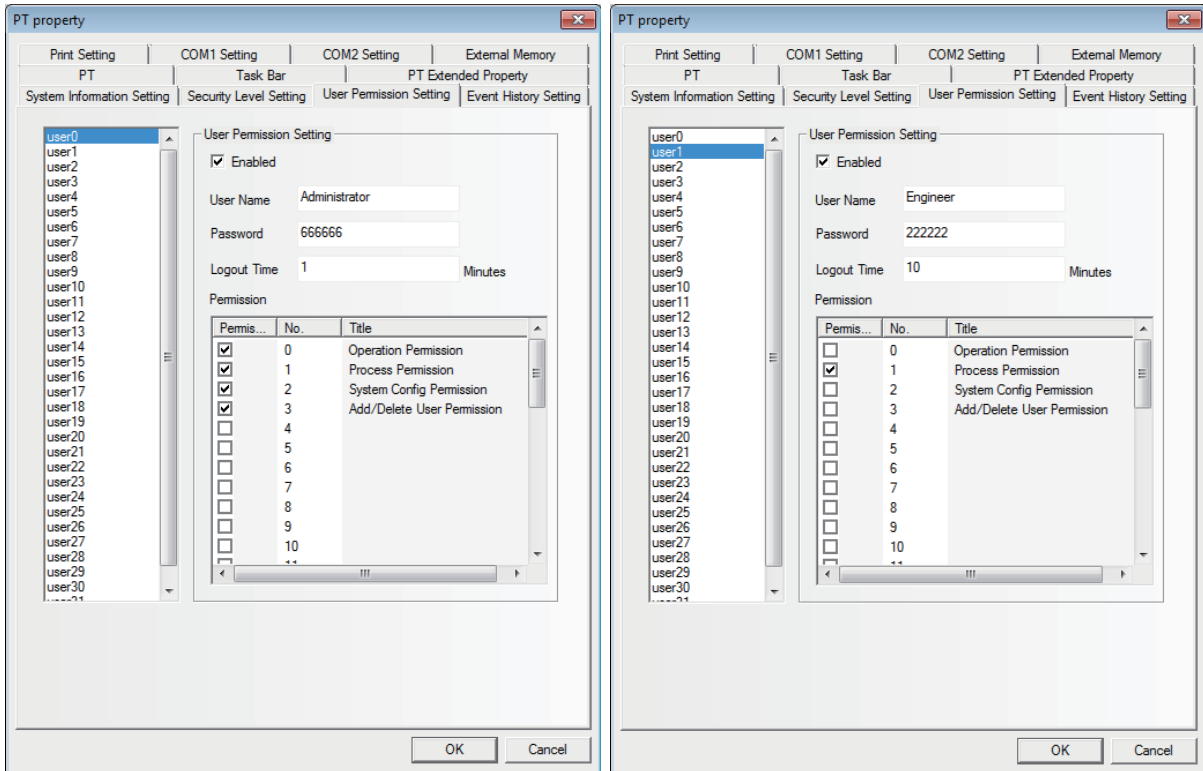 PT property
Print Setting COM1 Setting COM2 Setting External Memory
PT Task Bar PT Extended Property
System Information Setting Security Level Setting User Permission Setting Event History Setting
user0
user1
user2
user3
user4
user5
user6
user7
user8
user9
user10
user11
user12
user13
user14
user15
user16
user17
user18
user19
user20
user21
user22
user23
user24
user25
user26
user27
user28
user29
user30
user31
User Permission Setting
Enabled
User Name Administrator
Password 666666
Logout Time 1 Minutes
Permission
Permis... No. Title
0 Operation Permission
1 Process Permission
2 System Config Permission
3 Add/Delete User Permission
4
5
6
7
8
9
10
11
OK Cancel
PT property
Print Setting COM1 Setting COM2 Setting External Memory
PT Task Bar PT Extended Property
System Information Setting Security Level Setting User Permission Setting Event History Setting
user0
user1
user2
user3
user4
user5
user6
user7
user8
user9
user10
user11
user12
user13
user14
user15
user16
user17
user18
user19
user20
user21
user22
user23
user24
user25
user26
user27
user28
user29
user30
user31
User Permission Setting
Enabled
User Name Engineer
Password 222222
Logout Time 10 Minutes
Permission
Permis... No. Title
0 Operation Permission
1 Process Permission
2 System Config Permission
3 Add/Delete User Permission
4
5
6
7
8
9
10
11
OK Cancel